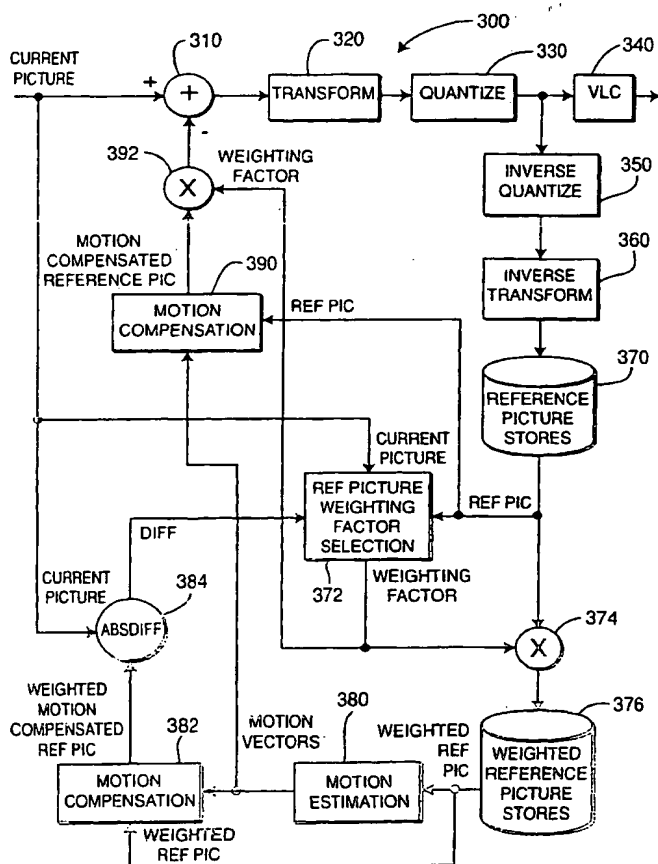 300
310
320
330
340
CURRENT
PICTURE
+
+
TRANSFORM
QUANTIZE
VLC
-
392
X
WEIGHTING
FACTOR
INVERSE
QUANTIZE
350
MOTION
COMPENSATED
REFERENCE PIC
390
MOTION
COMPENSATION
REF PIC
360
INVERSE
TRANSFORM
370
REFERENCE
PICTURE
STORES
CURRENT
PICTURE
REF PICTURE
WEIGHTING
FACTOR
SELECTION
REF PIC
DIFF
372
WEIGHTING
FACTOR
CURRENT
PICTURE
384
ABSDIFF
374
X
WEIGHTED
MOTION
COMPENSATED
REF PIC
382
MOTION
COMPENSATION
MOTION
VECTORS
380
MOTION
ESTIMATION
WEIGHTED
REF
PIC
376
WEIGHTED
REFERENCE
PICTURE
STORES
WEIGHTED
REF PIC